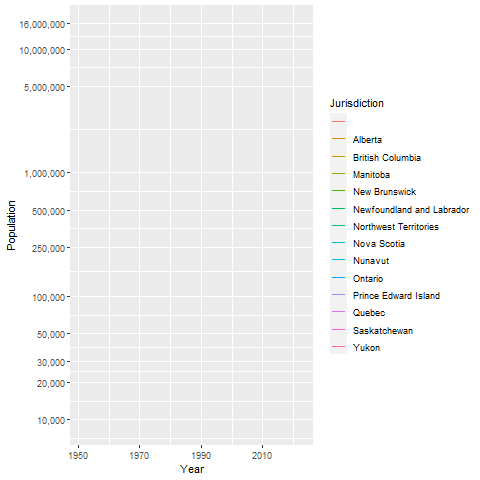 16,000,000
10,000,000
5,000,000
1,000,000
500,000
250,000
100,000
50,000
30,000
20,000
10,000
Population
1950 1970 1990 2010
Year
Jurisdiction
Alberta
British Columbia
Manitoba
New Brunswick
Newfoundland and Labrador
Northwest Territories
Nova Scotia
Nunavut
Ontario
Prince Edward Island
Quebec
Saskatchewan
Yukon